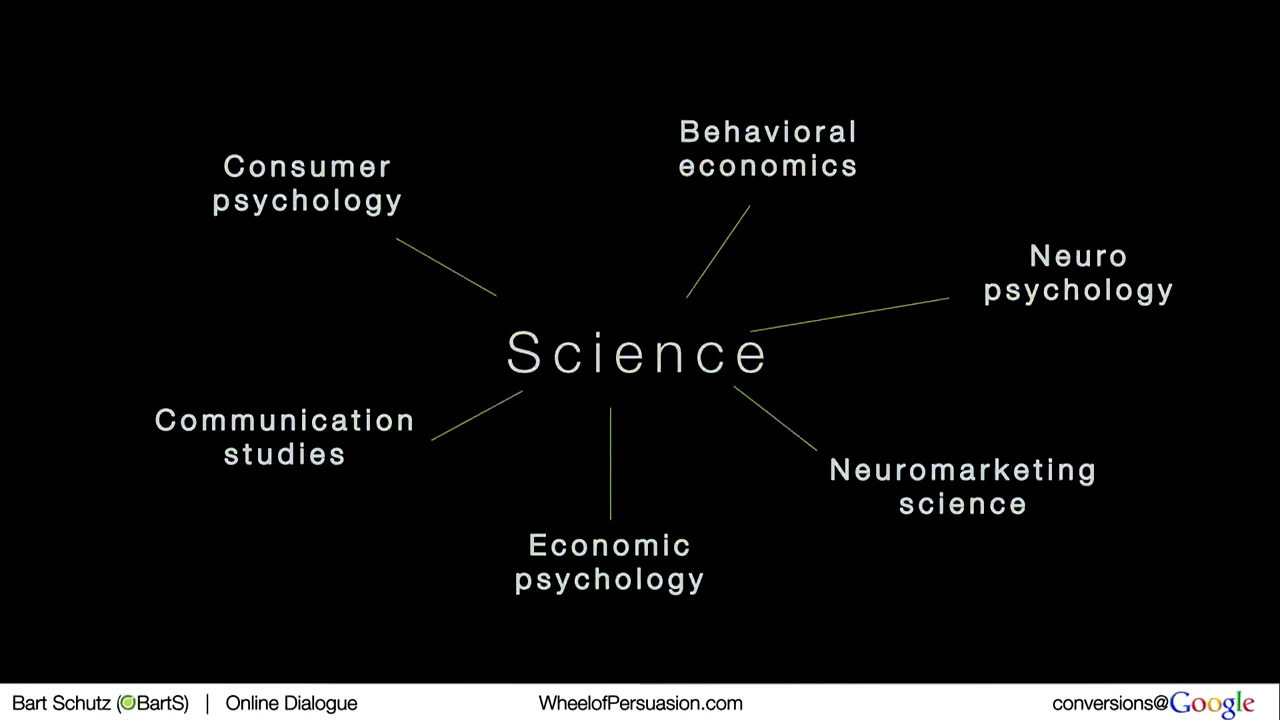 Behavioral
economics
Consumer
psychology
Neuro
psychology
Science
Communication
studies
Neuromarketing
science
Economic
psychology
Bart Schutz (@BartS) | Online Dialogue
WheelofPersuasion.com
conversions@Google